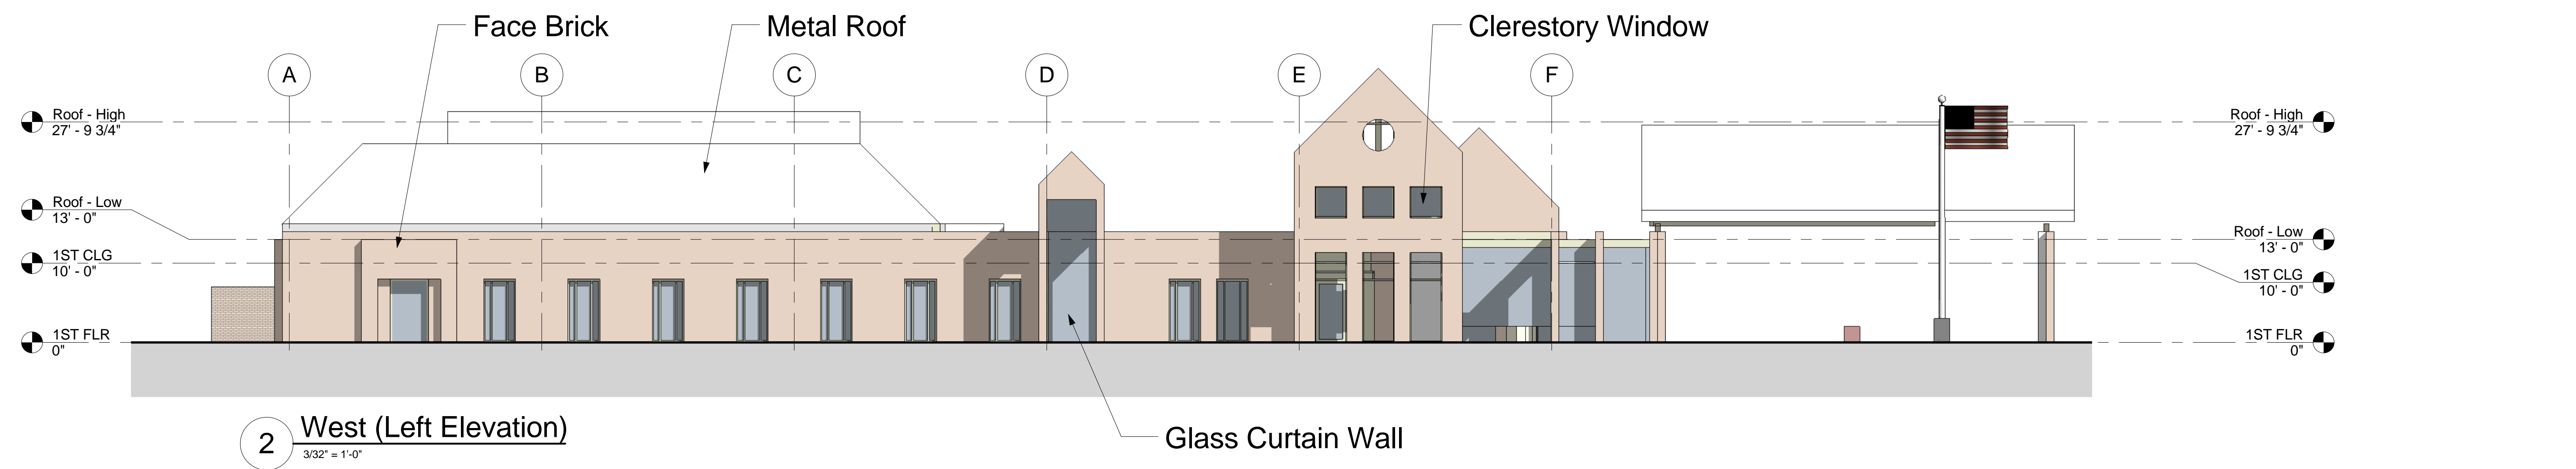 Face Brick
Metal Roof
Clerestory Window
A
B
C
D
E
F
Roof - High
27' - 9 3/4"
Roof - High
27' - 9 3/4"
Roof - Low
13' - 0"
Roof - Low
13' - 0"
1ST CLG
10' - 0"
1ST CLG
10' - 0"
1ST FLR
0"
1ST FLR
0"
2
West (Left Elevation)
3/32" = 1'-0"
Glass Curtain Wall